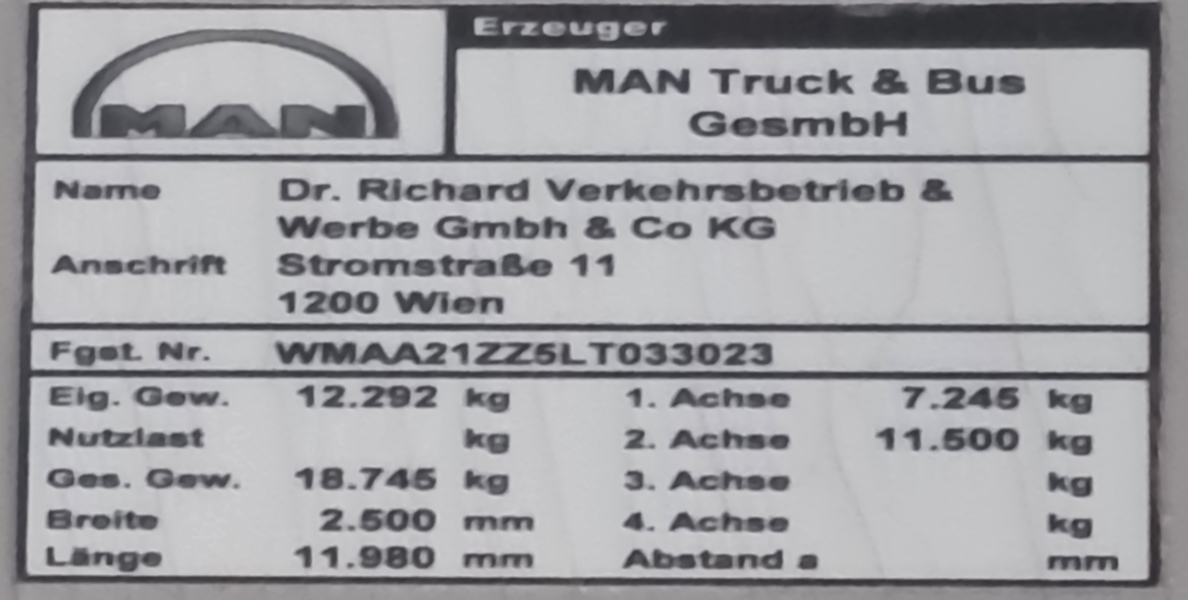 MAN
Erzeuger
MAN Truck & Bus
GesmbH
Name Dr. Richard Verkehrsbetrieb &
Werbe Gmbh & Co KG
Anschrift Stromstraße 11
1200 Wien
Fgst. Nr. WMAA21ZZ5LT033023
Eig. Gew. 12.292 kg 1. Achse 7.245 kg
Nutzlast kg 2. Achse 11.500 kg
Ges. Gew. 18.745 kg 3. Achse kg
Breite 2.500 mm 4. Achse kg
Länge 11.980 mm Abstand a mm